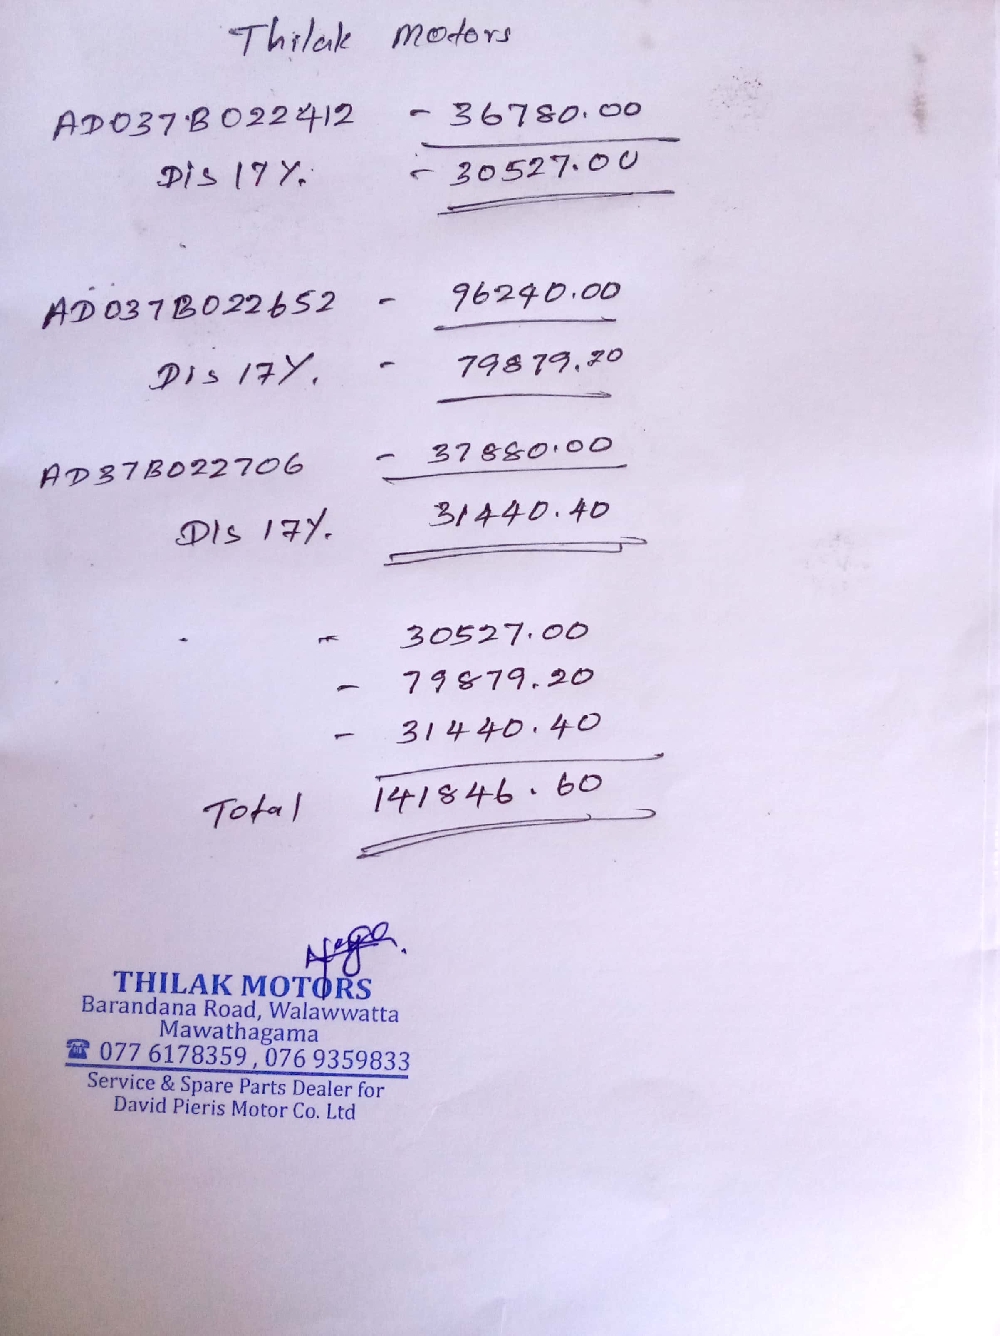 Thilak Motors
AD037B022412 - 36780.00
Dis 17%. - 30527.00
AD037B022652 - 96240.00
Dis 17%. - 79879.20
AD37B022706 - 37880.00
Dis 17%. 31440.40
- 30527.00
- 79879.20
- 31440.40
Total 141846.60
THILAK MOTORS
Barandana Road, Walawwatta
Mawathagama
☎ 077 6178359 , 076 9359833
Service & Spare Parts Dealer for
David Pieris Motor Co. Ltd